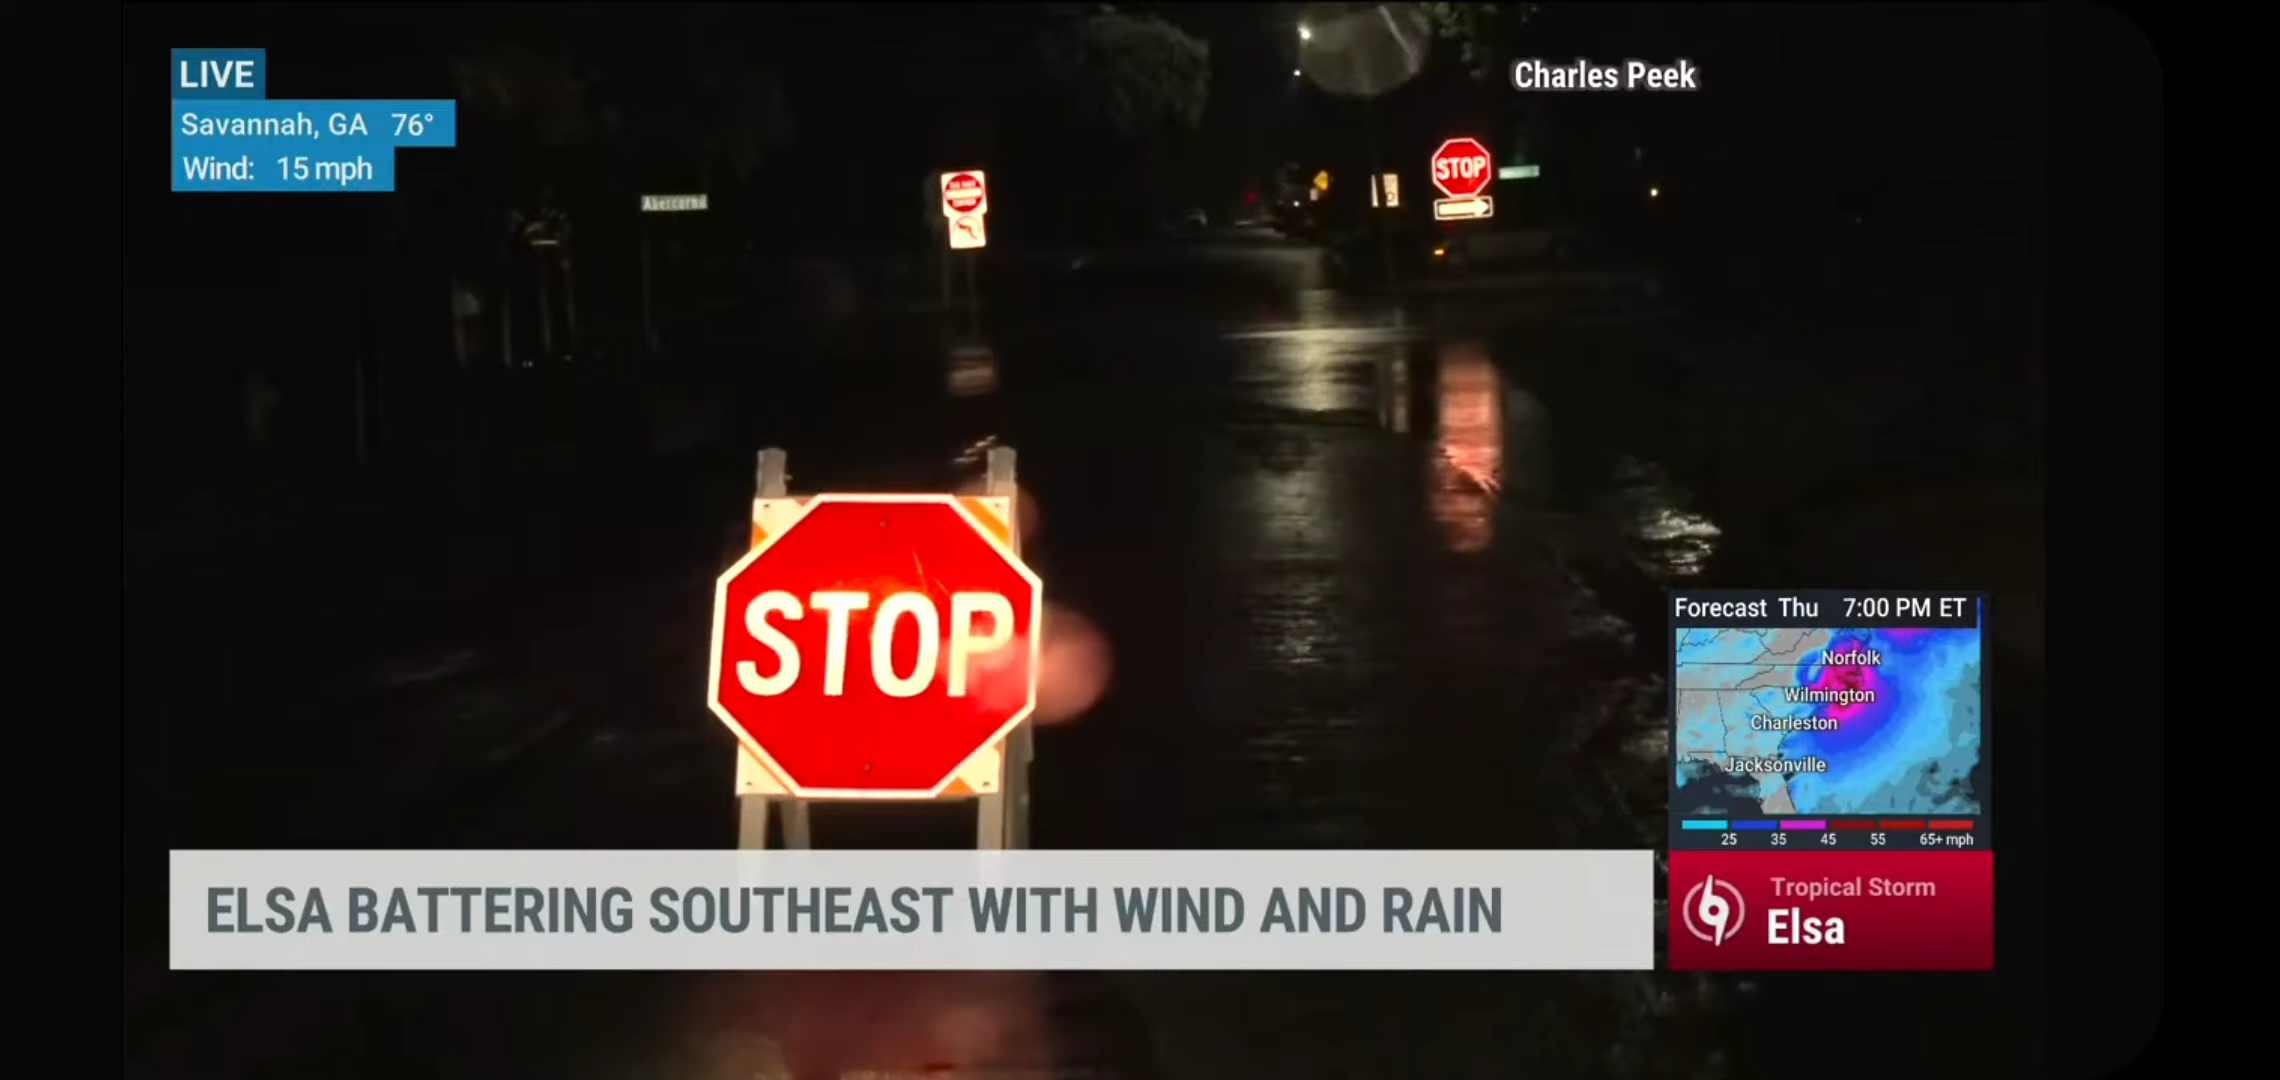 LIVE
Savannah, GA 76°
Wind: 15 mph
Charles Peek
STOP
Abercorn
STOP
Forecast Thu 7:00 PM ET
Norfolk
Wilmington
Charleston
Jacksonville
25 35 45 55 65+ mph
ELSA BATTERING SOUTHEAST WITH WIND AND RAIN
Tropical Storm
Elsa